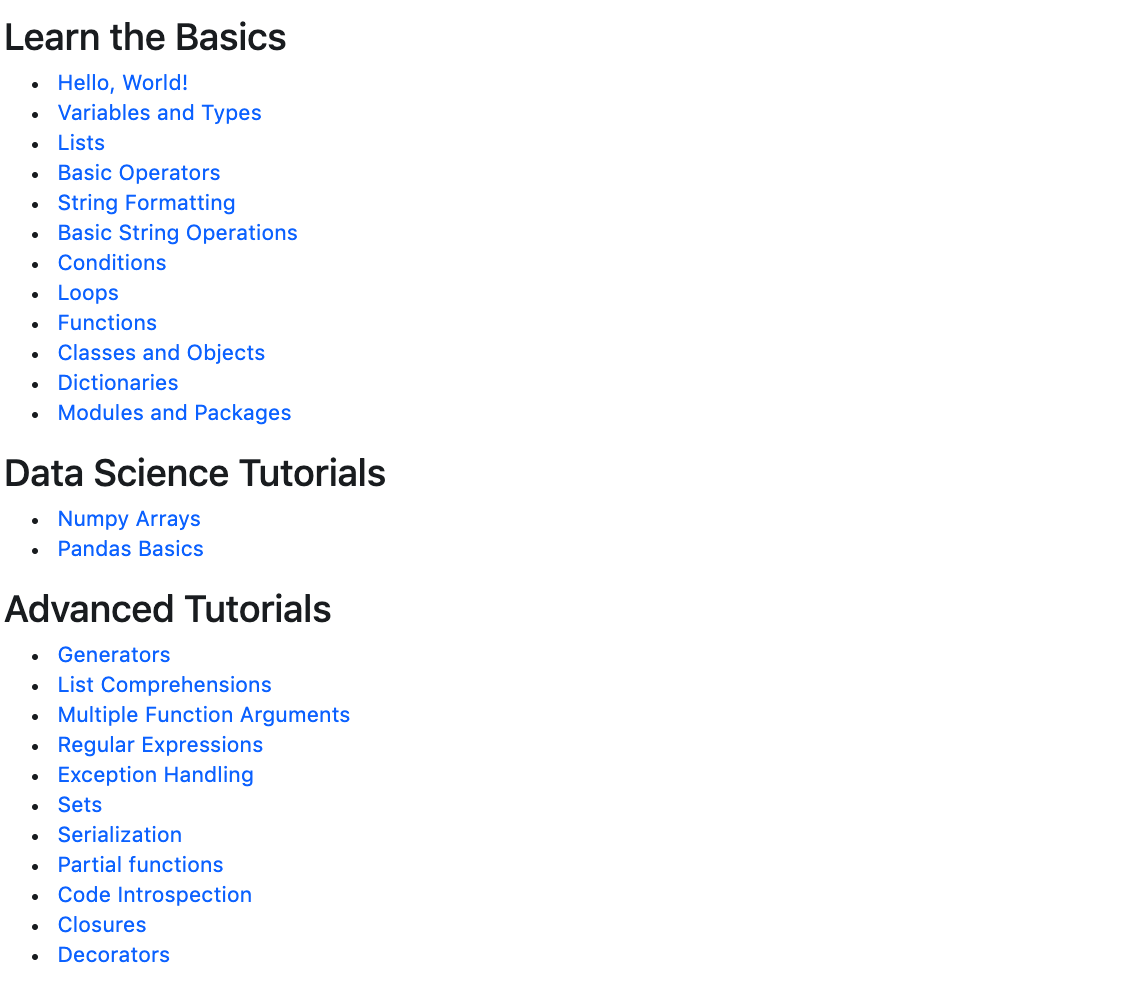 Learn the Basics
Hello, World!
Variables and Types
Lists
Basic Operators
String Formatting
Basic String Operations
Conditions
Loops
Functions
Classes and Objects
Dictionaries
Modules and Packages
Data Science Tutorials
Numpy Arrays
Pandas Basics
Advanced Tutorials
Generators
List Comprehensions
Multiple Function Arguments
Regular Expressions
Exception Handling
Sets
Serialization
Partial functions
Code Introspection
Closures
Decorators